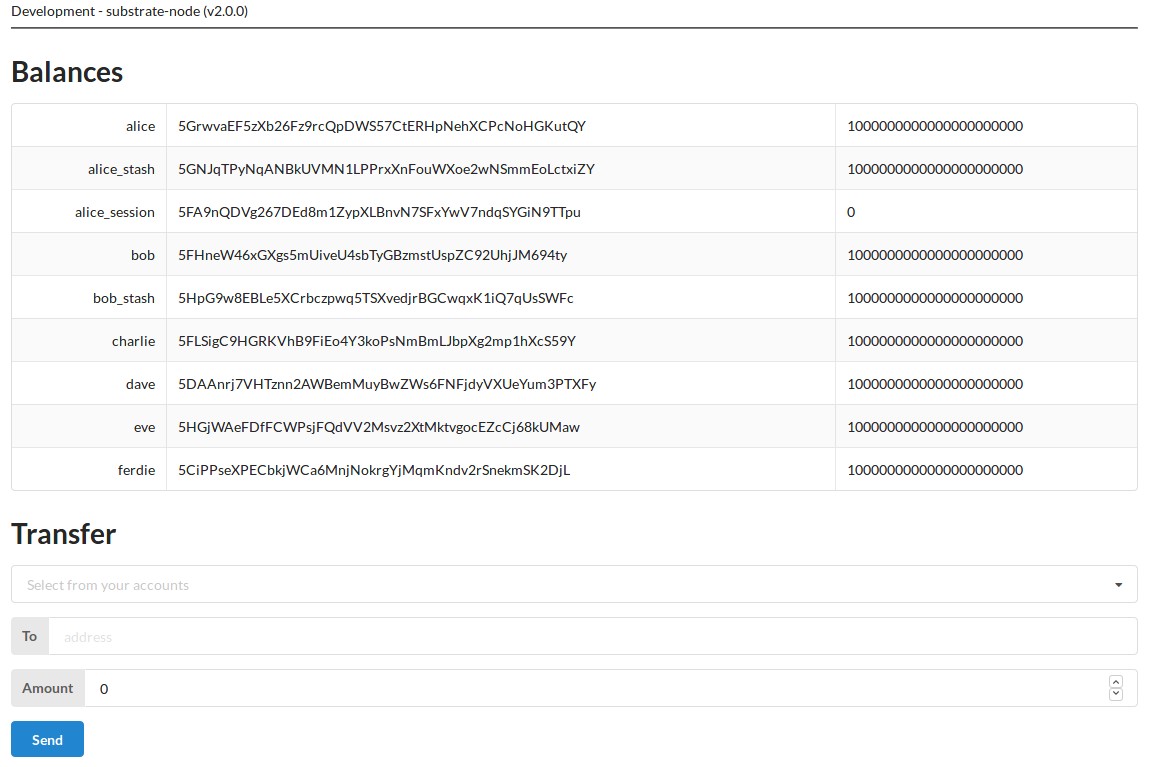 Development - substrate-node (v2.0.0)
Balances
alice 5GrwvaEF5zXb26Fz9rcQpDWS57CtERHpNehXCPcNoHGKutQY 1000000000000000000000
alice_stash 5GNJqTPyNqANBkUVMN1LPPrxXnFouWXoe2wNSmmEoLctxiZY 1000000000000000000000
alice_session 5FA9nQDVg267DEd8m1ZypXLBnvN7SFxYwV7ndqSYGiN9TTpu 0
bob 5FHneW46xGXgs5mUiveU4sbTyGBzmstUspZC92UhjJM694ty 1000000000000000000000
bob_stash 5HpG9w8EBLe5XCrbczpwq5TSXvedjrBGCwqxK1iQ7qUsSWFc 1000000000000000000000
charlie 5FLSigC9HGRKVhB9FiEo4Y3koPsNmBmLJbpXg2mp1hXcS59Y 1000000000000000000000
dave 5DAAnrj7VHTznn2AWBemMuyBwZWs6FNFjdyVXUeYum3PTXFy 1000000000000000000000
eve 5HGjWAeFDfFCWPsjFQdVV2Msvz2XtMktvgocEZcCj68kUMaw 1000000000000000000000
ferdie 5CiPPseXPECbkjWCa6MnjNokrgYjMqmKndv2rSnekmSK2DjL 1000000000000000000000
Transfer
Select from your accounts
To address
Amount 0
Send